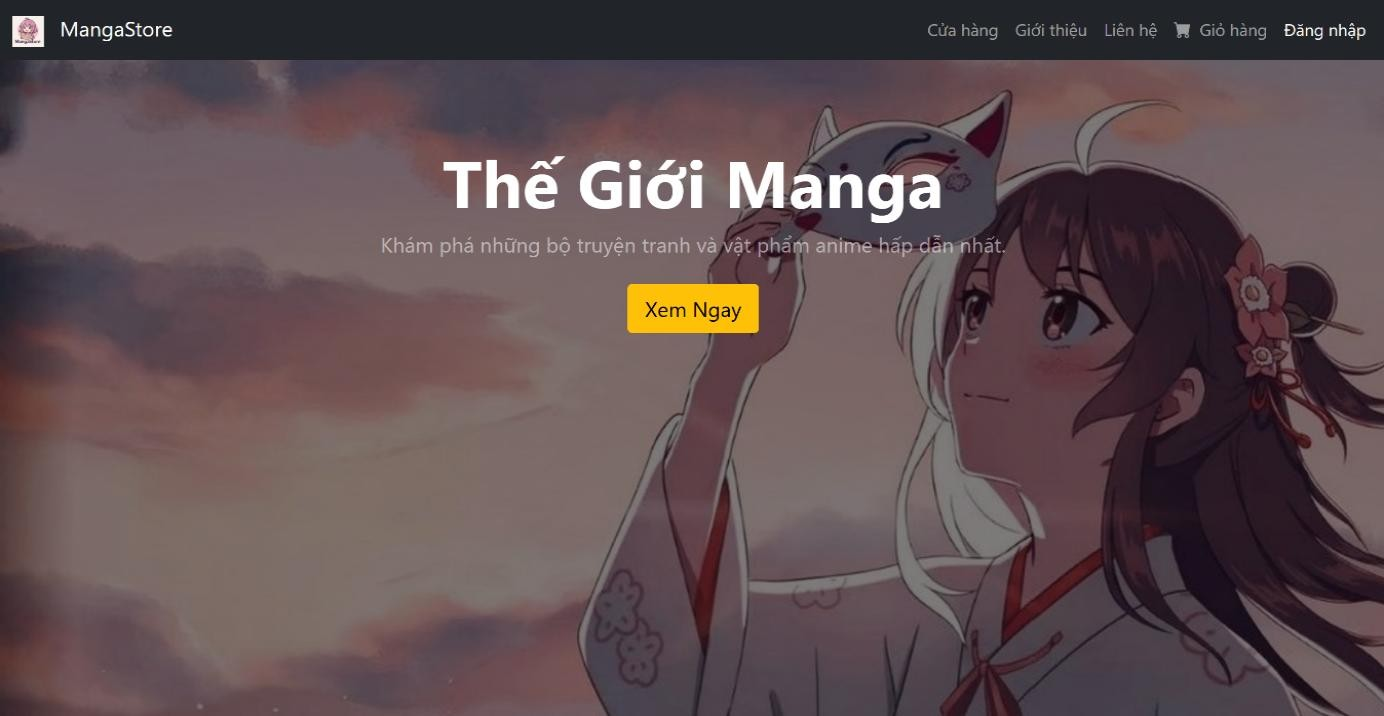 MangaStore
Cửa hàng Giới thiệu Liên hệ Giỏ hàng Đăng nhập
Thế Giới Manga
Khám phá những bộ truyện tranh và vật phẩm anime hấp dẫn nhất.
Xem Ngay